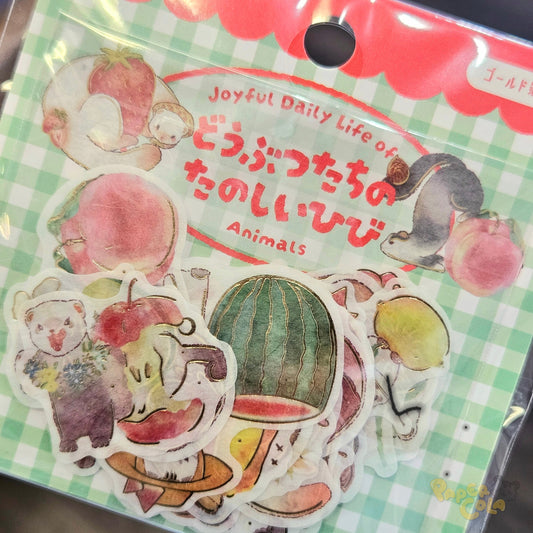 ゴールド
Joyful Daily Life of
どうぶつたちの
たのしいひび
Animals
PAPER
COLA